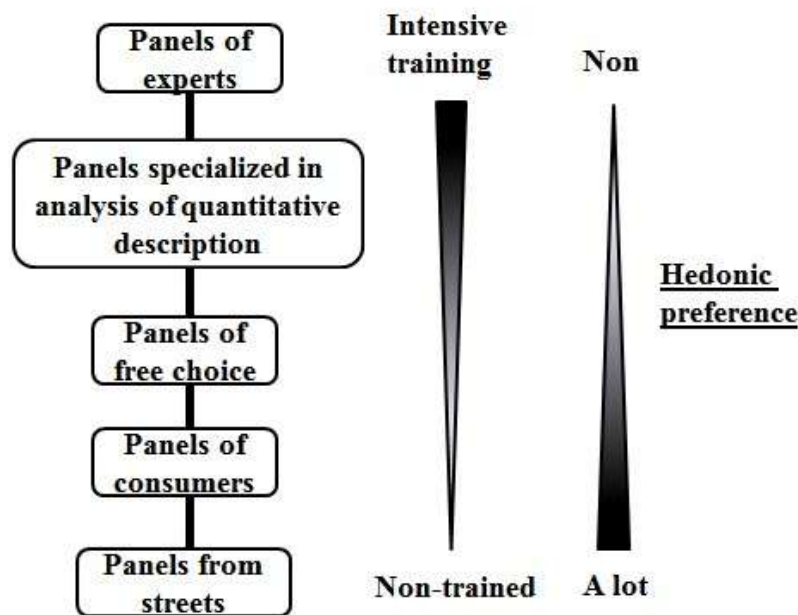 Panels of
experts
Panels specialized in
analysis of quantitative
description
Panels of
free choice
Panels of
consumers
Panels from
streets
Intensive
training
Non-trained
Non
A lot
Hedonic
preference